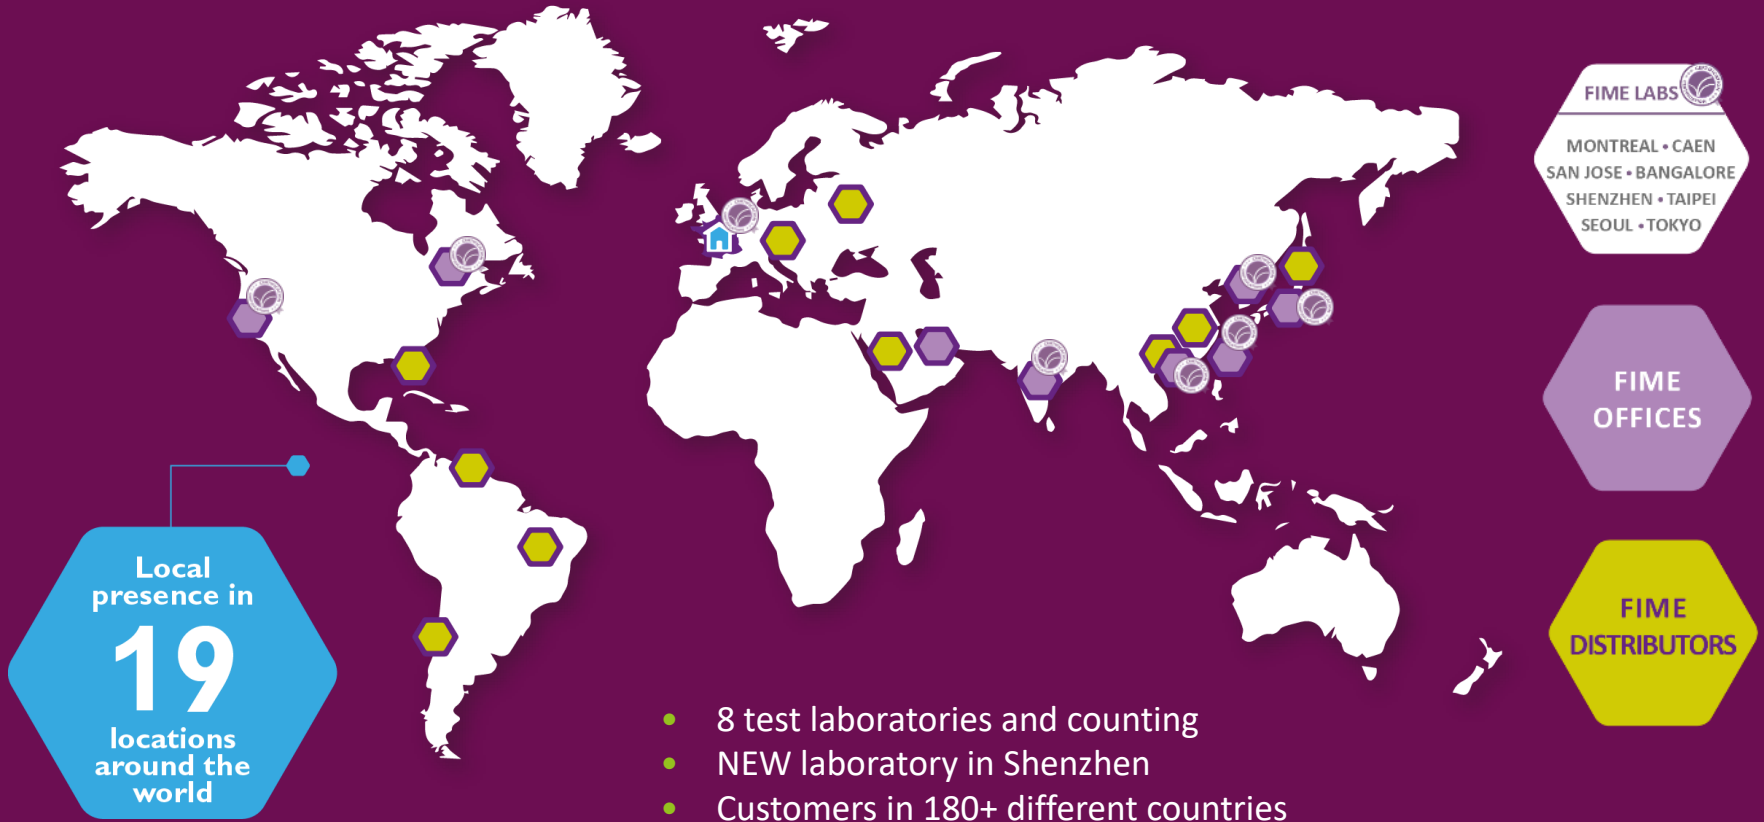 FIME LABS
MONTREAL • CAEN
SAN JOSE • BANGALORE
SHENZHEN • TAIPEI
SEOUL • TOKYO
FIME
OFFICES
FIME
DISTRIBUTORS
Local
presence in
19
locations
around the
world
• 8 test laboratories and counting
• NEW laboratory in Shenzhen
• Customers in 180+ different countries